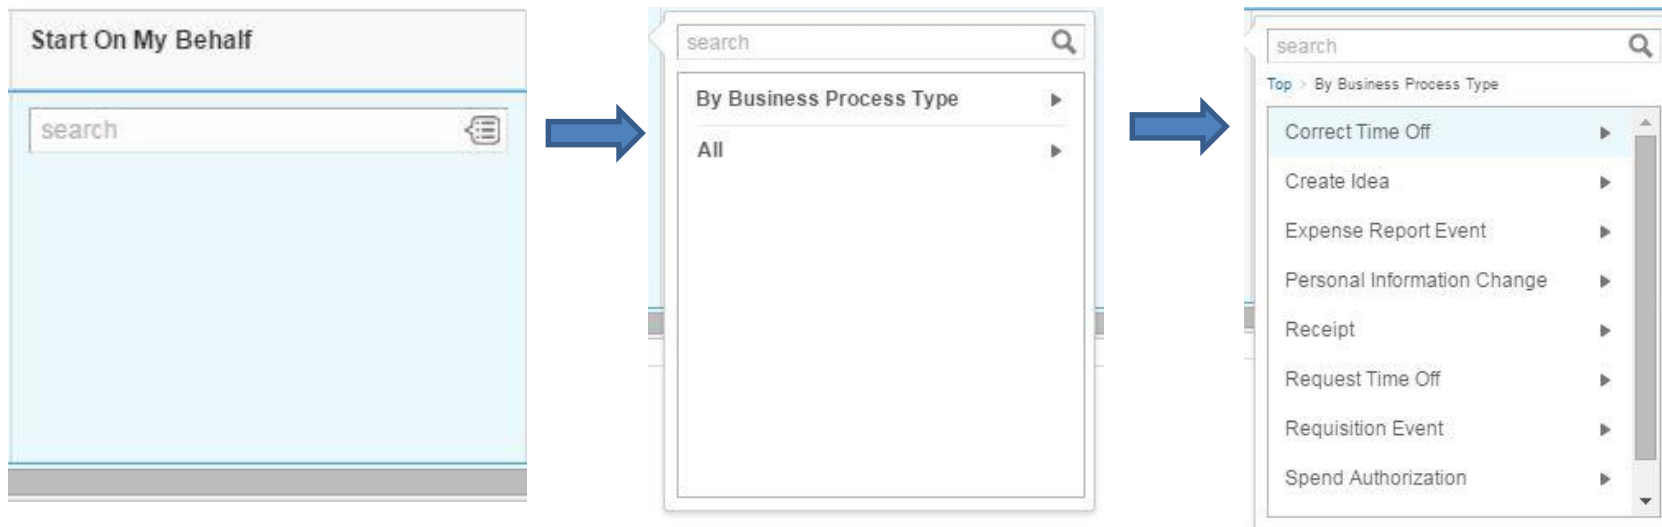 Start On My Behalf
search
search
By Business Process Type
All
search
Top > By Business Process Type
Correct Time Off
Create Idea
Expense Report Event
Personal Information Change
Receipt
Request Time Off
Requisition Event
Spend Authorization